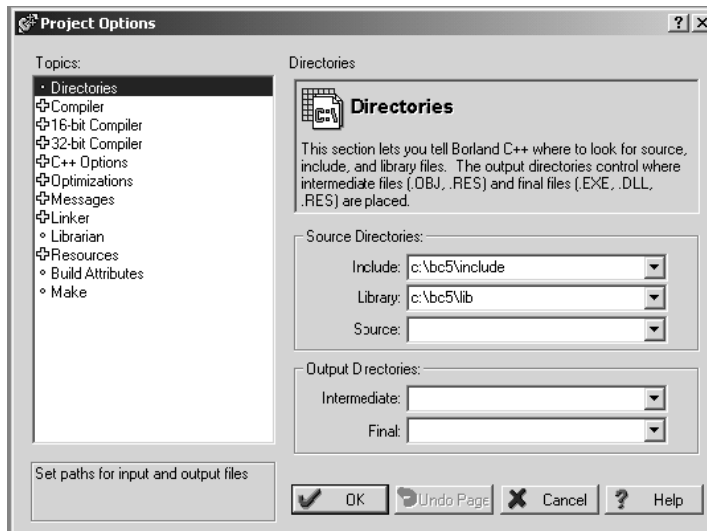 Project Options
Topics:
Directories
Compiler
16-bit Compiler
32-bit Compiler
C++ Options
Optimizations
Messages
Linker
Librarian
Resources
Build Attributes
Make
Set paths for input and output files
Directories
C:\
Directories
This section lets you tell Borland C++ where to look for source,
include, and library files. The output directories control where
intermediate files (.OBJ, .RES) and final files (.EXE, .DLL,
.RES) are placed.
Source Directories:
Include: c:\bc5\include
Library: c:\bc5\lib
Source:
Output Directories:
Intermediate:
Final:
OK
Undo Page
Cancel
? Help